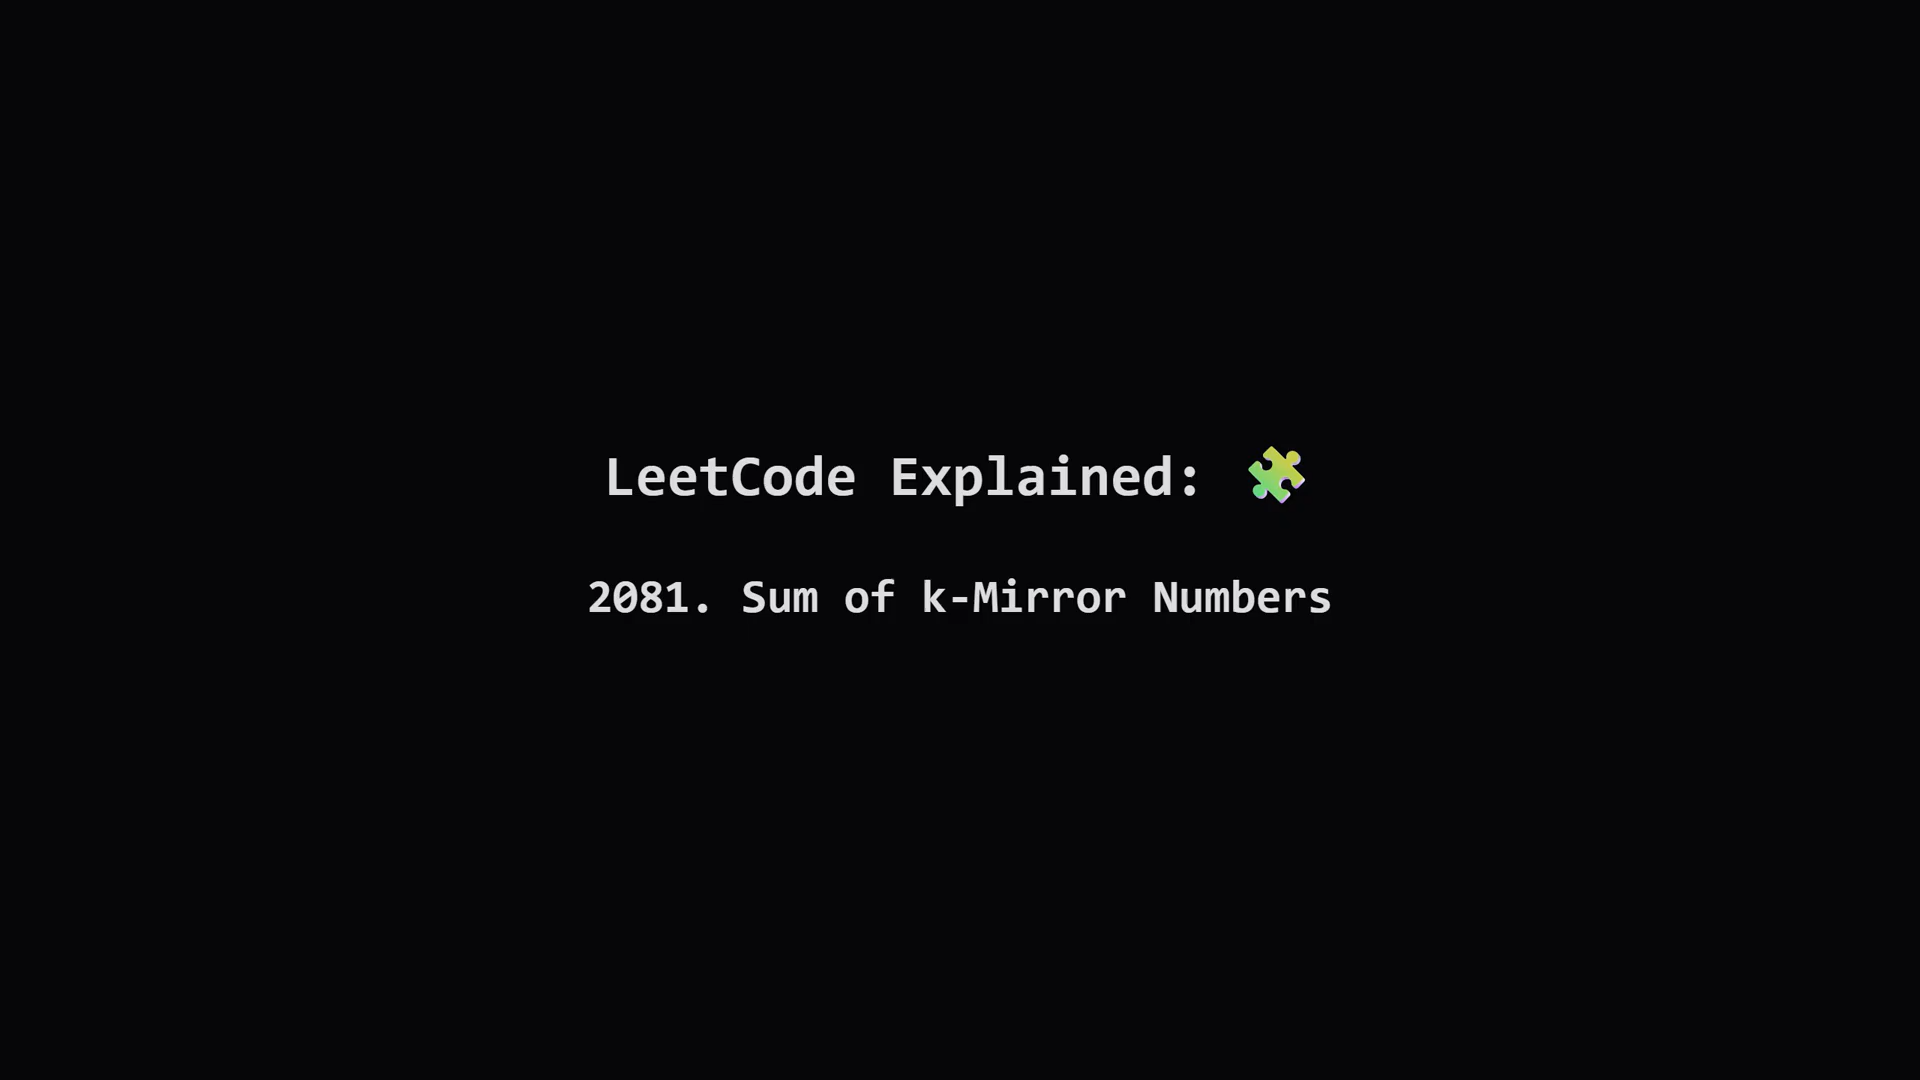 LeetCode Explained: 🧩
2081. Sum of k-Mirror Numbers